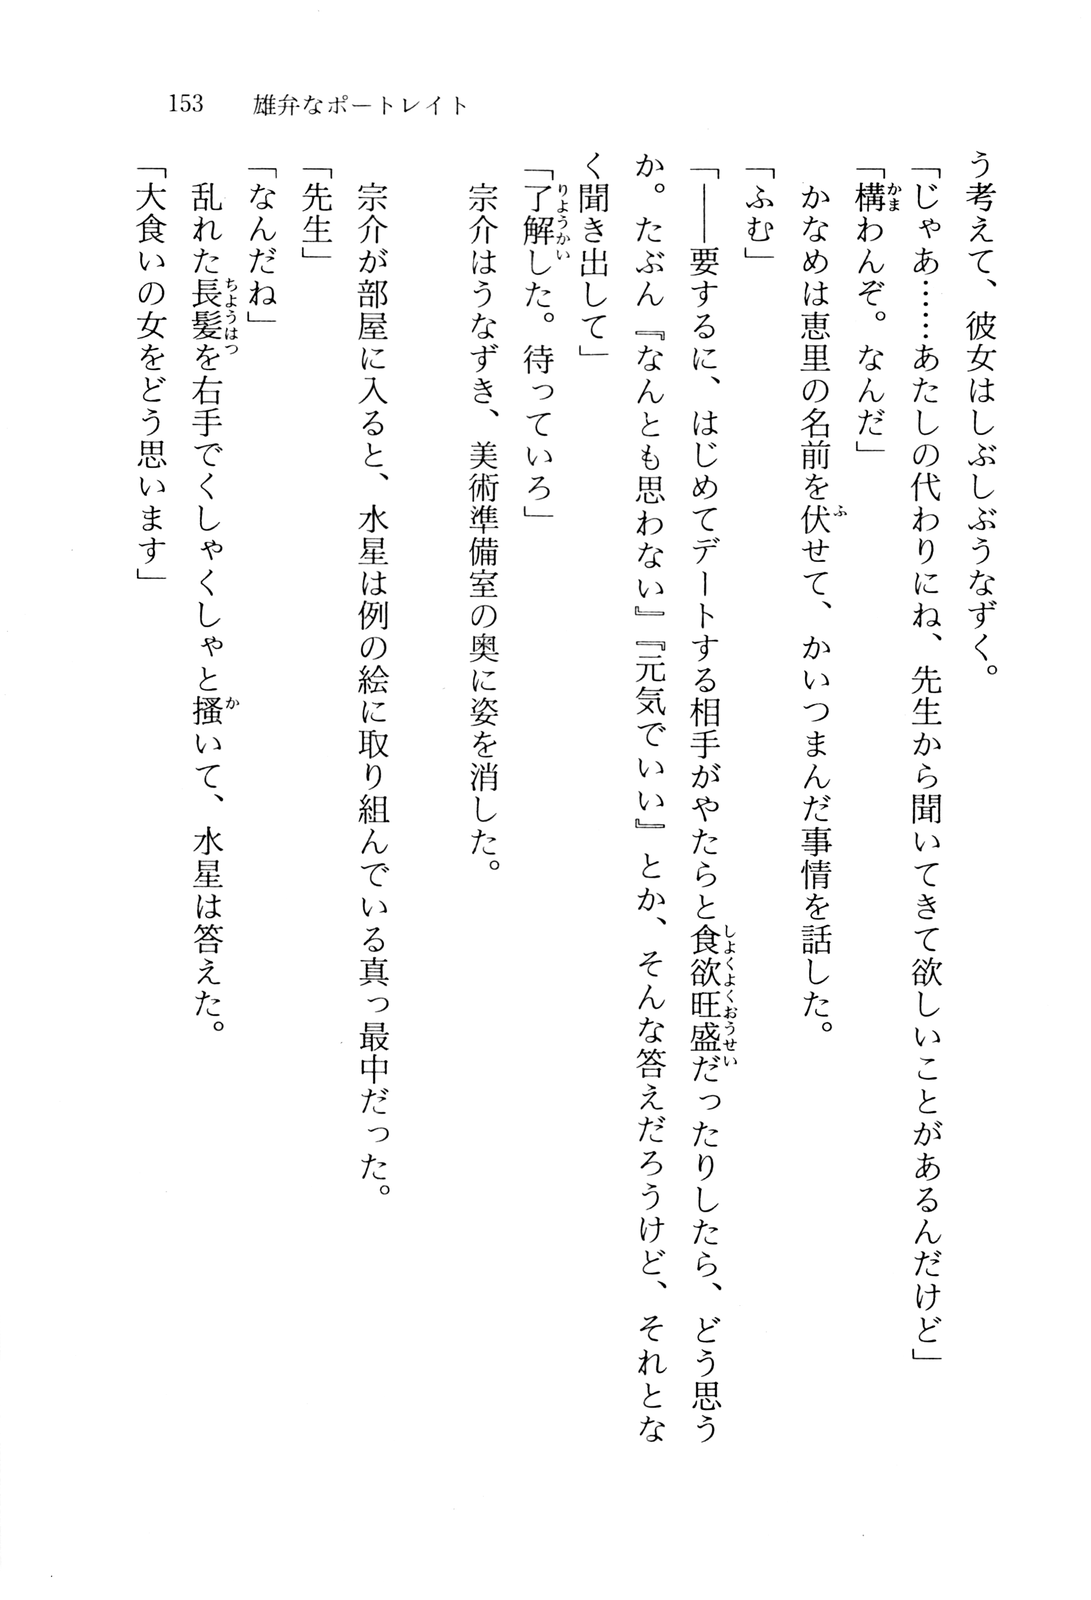 153　雄弁なポートレイト
う考えて、彼女はしぶしぶうなずく。
「じゃあ……あたしの代わりにね、先生から聞いてきて欲しいことがあるんだけど」
「構わんぞ。なんだ」
　かなめは恵里の名前を伏せて、かいつまんだ事情を話した。
「ふむ」
「――要するに、はじめてデートする相手がやたらと食欲旺盛だったりしたら、どう思う
か。たぶん『なんとも思わない』『元気でいい』とか、そんな答えだろうけど、それとな
く聞き出して」
「了解した。待っていろ」
　宗介はうなずき、美術準備室の奥に姿を消した。
　宗介が部屋に入ると、水星は例の絵に取り組んでいる真っ最中だった。
「先生」
「なんだね」
　乱れた長髪を右手でくしゃくしゃと掻いて、水星は答えた。
「大食いの女をどう思います」